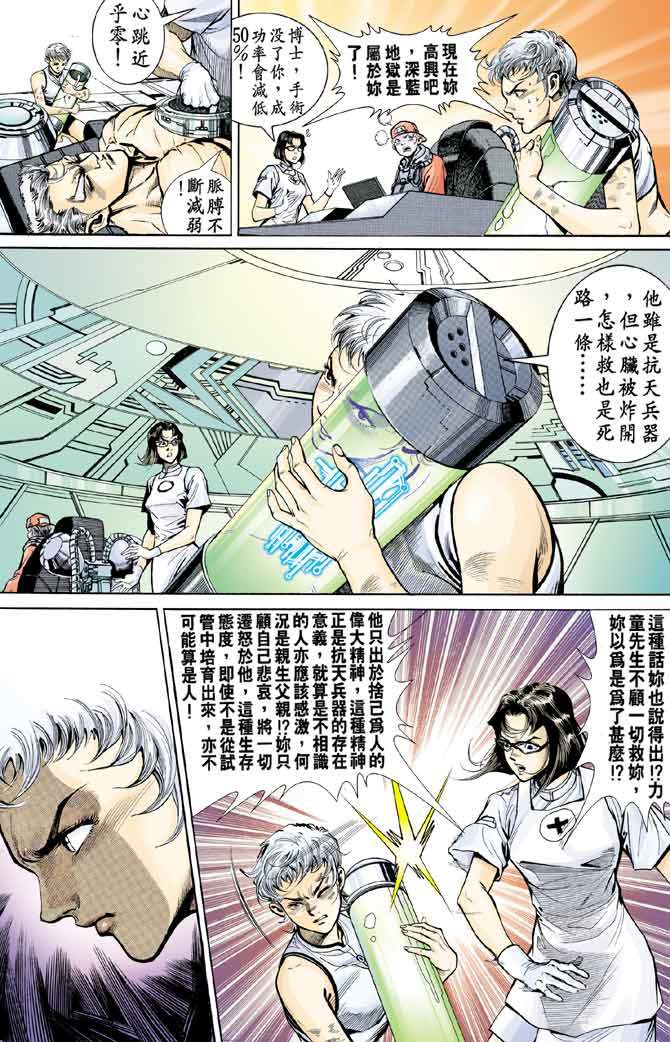 現在妳
高興吧
，深藍
地獄是
屬於妳
了！
博士，手術
没了你，成
功率會減低
50%！
心跳近
乎零！
脈膊不
斷減弱
！
他雖是抗天兵器
，但心臟被炸開
，怎樣救也是死
路一條……
這種話妳也說得出!?力
童先生不顧一切救妳，
妳以爲是爲了甚麼!?
他只出於捨己爲人的
偉大精神，這種精神
正是抗天兵器的存在
意義，就算是不相識
的人亦應該感激，何
況是親生父親!?妳只
顧自己悲哀，將一切
遷怒於他，這種生存
態度，即使不是從試
管中培育出來，亦不
可能算是人！